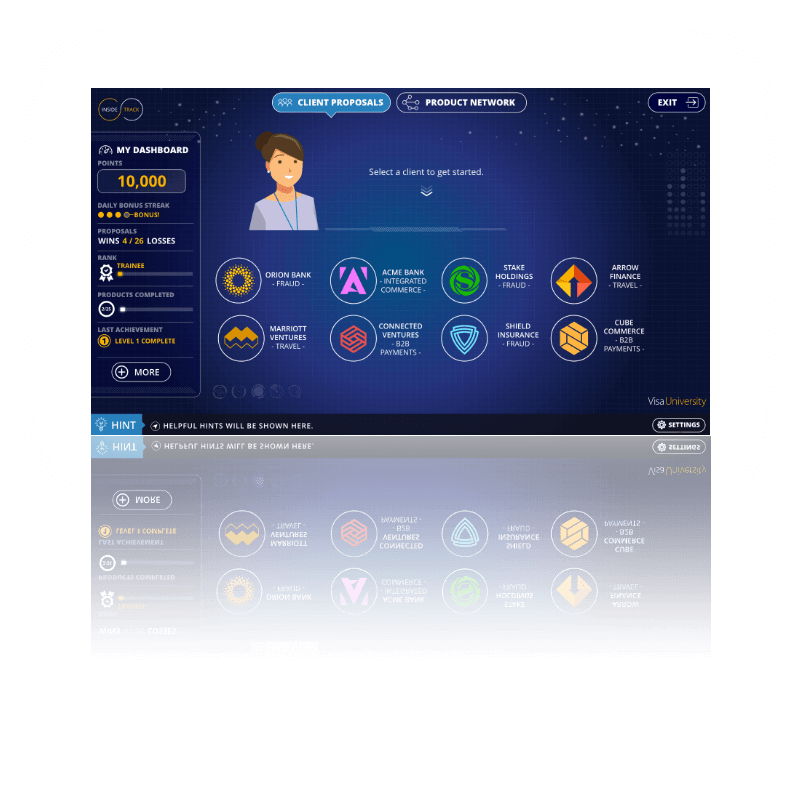 INSIDE TRACK
CLIENT PROPOSALS
PRODUCT NETWORK
EXIT
MY DASHBOARD
POINTS
10,000
DAILY BONUS STREAK
BONUS!
PROPOSALS
WINS 4 / 26 LOSSES
RANK
TRAINEE
PRODUCTS COMPLETED
2/25
LAST ACHIEVEMENT
1 LEVEL 1 COMPLETE
MORE
Select a client to get started.
ORION BANK
- FRAUD -
ACME BANK
- INTEGRATED
COMMERCE -
STAKE
HOLDINGS
- FRAUD -
ARROW
FINANCE
- TRAVEL -
MARRIOTT
VENTURES
- TRAVEL -
CONNECTED
VENTURES
- B2B
PAYMENTS -
SHIELD
INSURANCE
- FRAUD -
CUBE
COMMERCE
- B2B
PAYMENTS -
Visa University
HINT
HELPFUL HINTS WILL BE SHOWN HERE.
SETTINGS